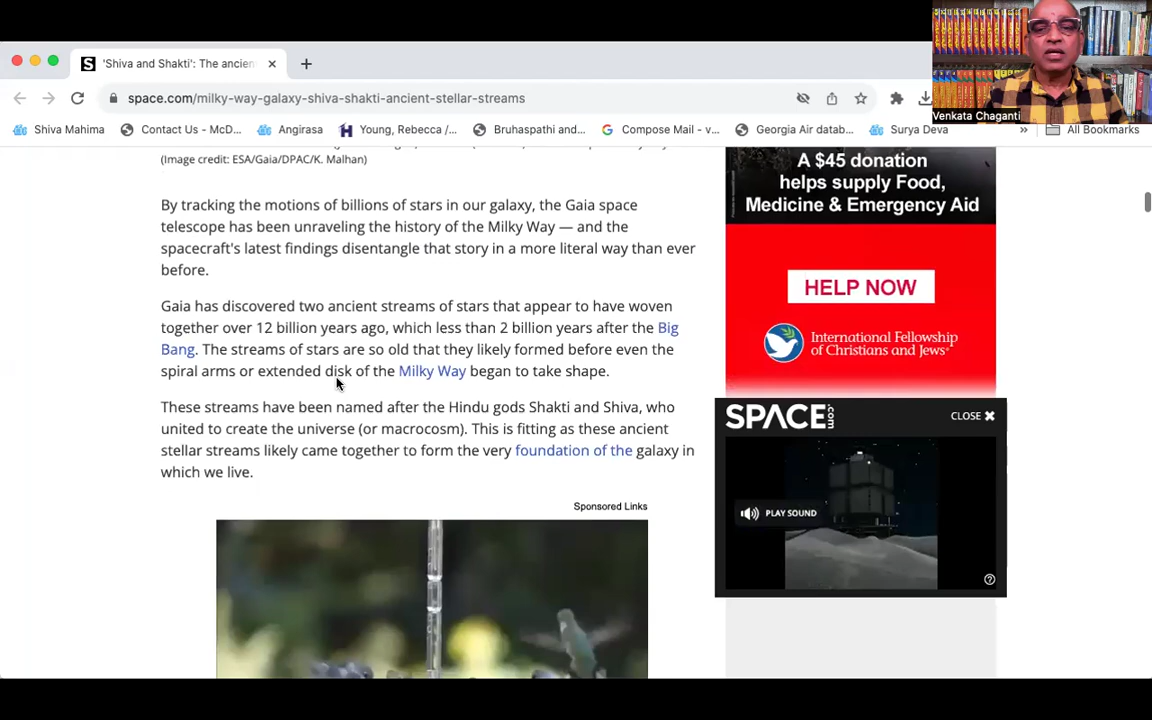 'Shiva and Shakti': The ancien
space.com/milky-way-galaxy-shiva-shakti-ancient-stellar-streams
Venkata Chaganti
Shiva Mahima
Contact Us - McD...
Angirasa
Young, Rebecca /...
Bruhaspathi and...
Compose Mail - v...
Georgia Air datab...
Surya Deva
»
All Bookmarks
(Image credit: ESA/Gaia/DPAC/K. Malhan)
By tracking the motions of billions of stars in our galaxy, the Gaia space
telescope has been unraveling the history of the Milky Way — and the
spacecraft's latest findings disentangle that story in a more literal way than ever
before.
Gaia has discovered two ancient streams of stars that appear to have woven
together over 12 billion years ago, which less than 2 billion years after the Big
Bang. The streams of stars are so old that they likely formed before even the
spiral arms or extended disk of the Milky Way began to take shape.
These streams have been named after the Hindu gods Shakti and Shiva, who
united to create the universe (or macrocosm). This is fitting as these ancient
stellar streams likely came together to form the very foundation of the galaxy in
which we live.
Sponsored Links
A $45 donation
helps supply Food,
Medicine & Emergency Aid
HELP NOW
International Fellowship
of Christians and Jews
SPACE.com
CLOSE ✖
PLAY SOUND